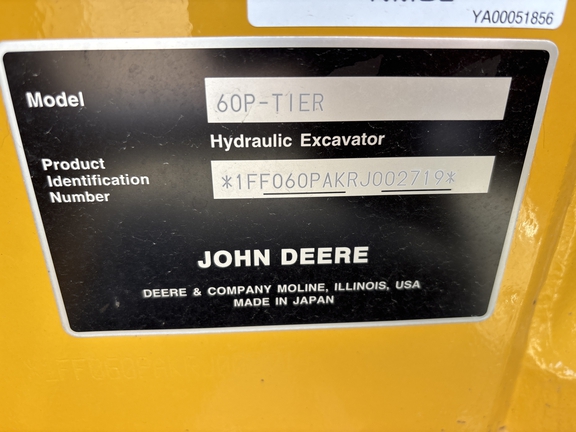 YA00051856
Model
60P-TIER
Hydraulic Excavator
Product
Identification
Number
*1FF060PAKRJ002719*
JOHN DEERE
DEERE & COMPANY MOLINE, ILLINOIS, USA
MADE IN JAPAN